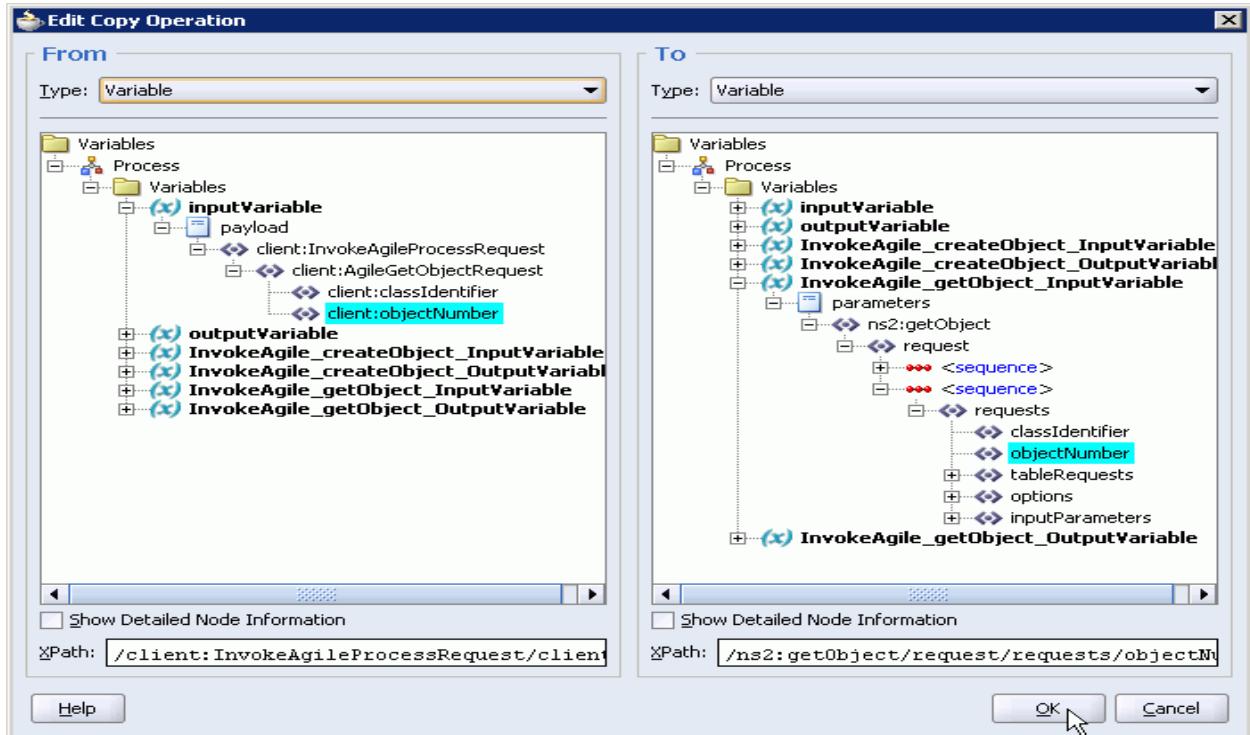 Edit Copy Operation
From
Type: Variable
Variables
Process
Variables
inputVariable
payload
client:InvokeAgileProcessRequest
client:AgileGetObjectRequest
client:classIdentifier
client:objectNumber
outputVariable
InvokeAgile_createObject_InputVariable
InvokeAgile_createObject_OutputVariabl
InvokeAgile_getObject_InputVariable
InvokeAgile_getObject_OutputVariable
Show Detailed Node Information
XPath: /client:InvokeAgileProcessRequest/client
To
Type: Variable
Variables
Process
Variables
inputVariable
outputVariable
InvokeAgile_createObject_InputVariable
InvokeAgile_createObject_OutputVariabl
InvokeAgile_getObject_InputVariable
parameters
ns2:getObject
request
<sequence>
<sequence>
requests
classIdentifier
objectNumber
tableRequests
options
inputParameters
InvokeAgile_getObject_OutputVariable
Show Detailed Node Information
XPath: /ns2:getObject/request/requests/objectNu
Help
OK
Cancel